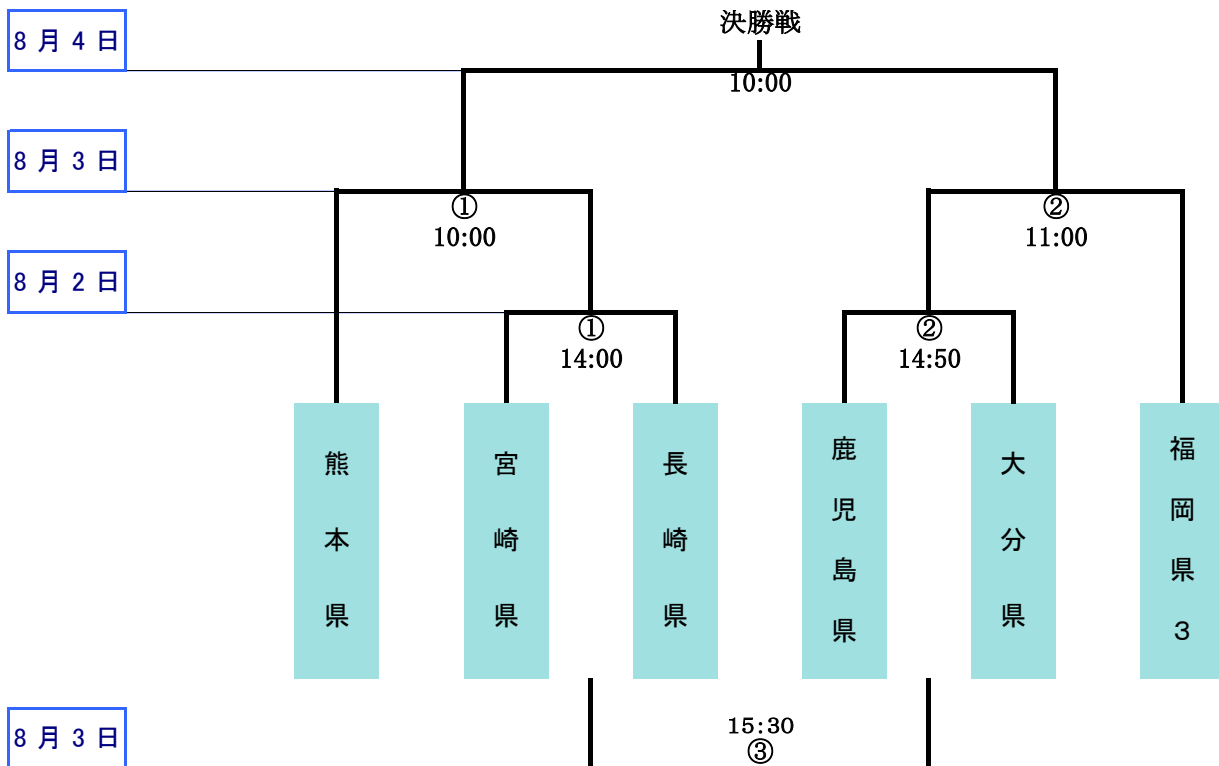 決勝戦
8 月 4 日
10:00
8 月 3 日
① ②
10:00 11:00
8 月 2 日
① ②
14:00 14:50
熊本県
宮崎県
長崎県
鹿児島県
大分県
福岡県３
15:30
8 月 3 日
③